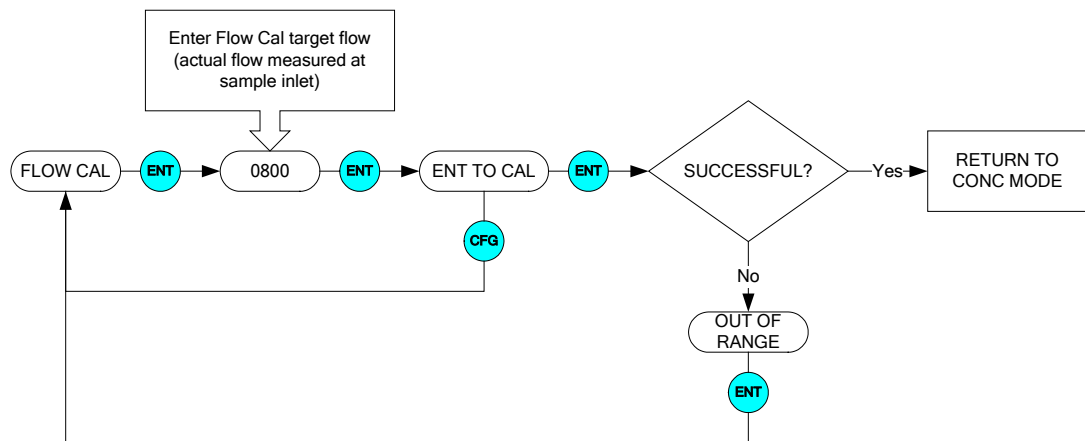 Enter Flow Cal target flow
(actual flow measured at
sample inlet)
FLOW CAL
ENT
0800
ENT
ENT TO CAL
ENT
SUCCESSFUL?
Yes
RETURN TO
CONC MODE
CFG
No
OUT OF
RANGE
ENT